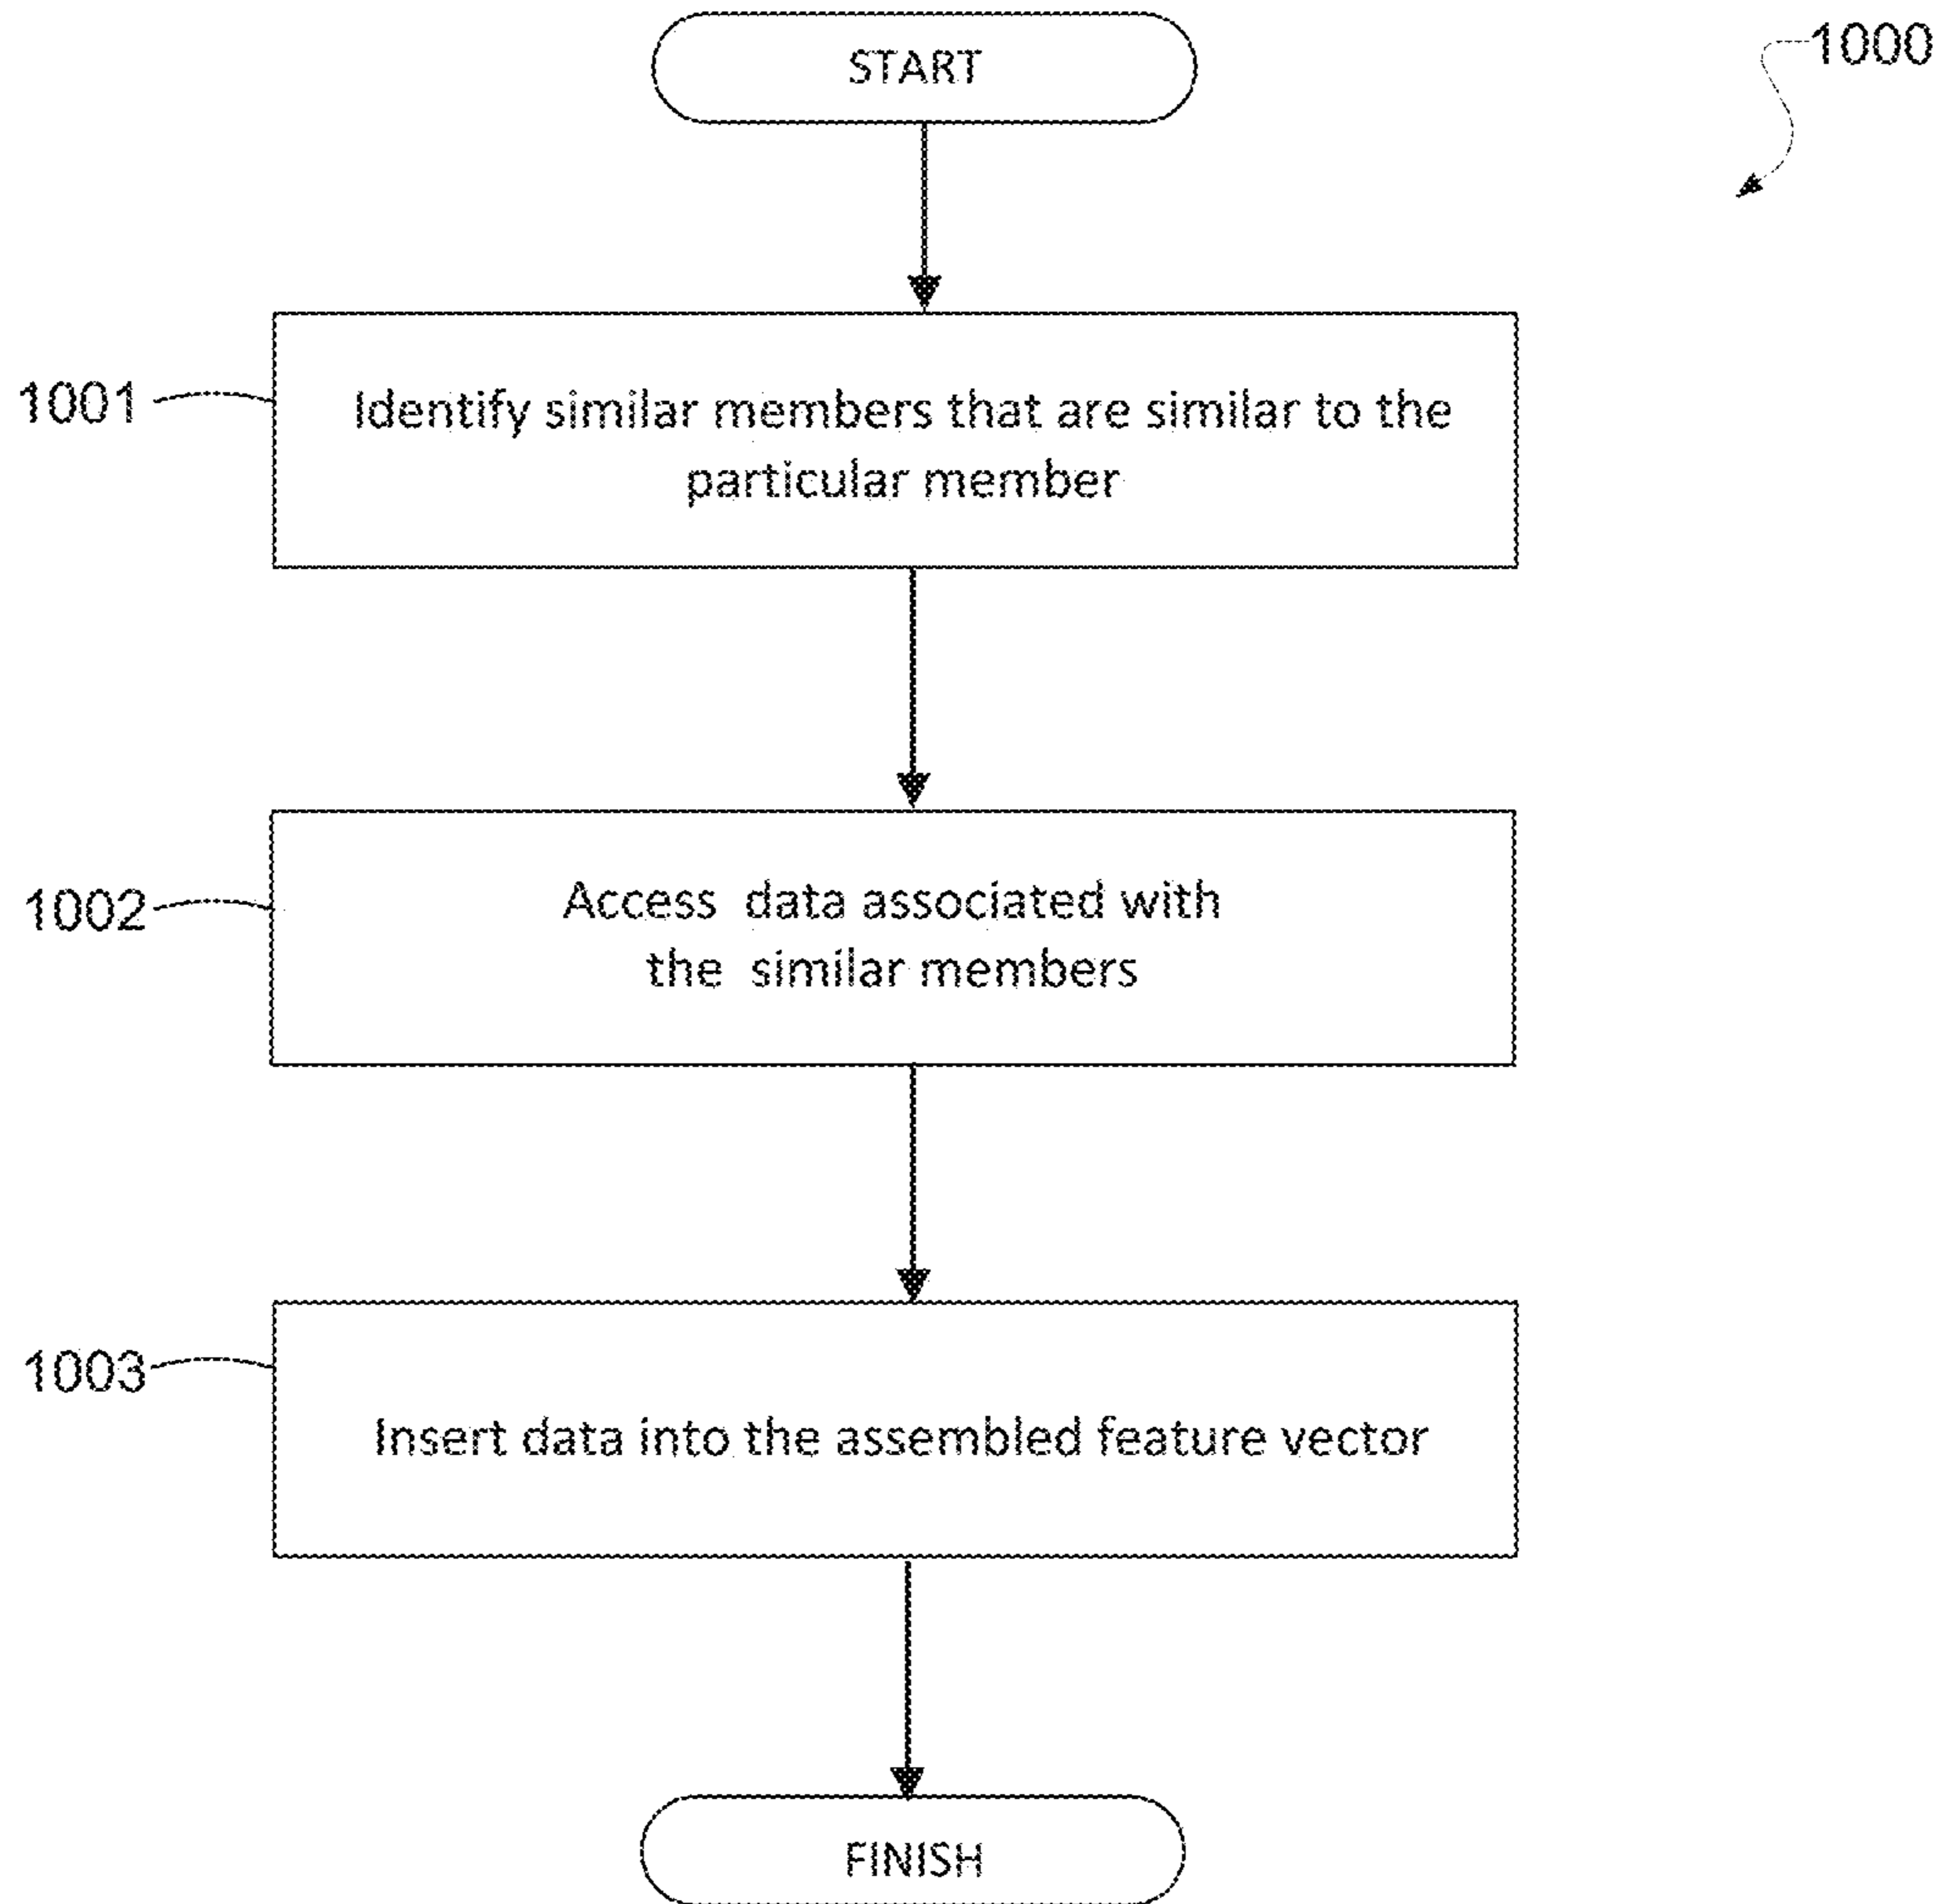 START
1000
1001
Identify similar members that are similar to the
particular member
1002
Access data associated with
the similar members
1003
Insert data into the assembled feature vector
FINISH